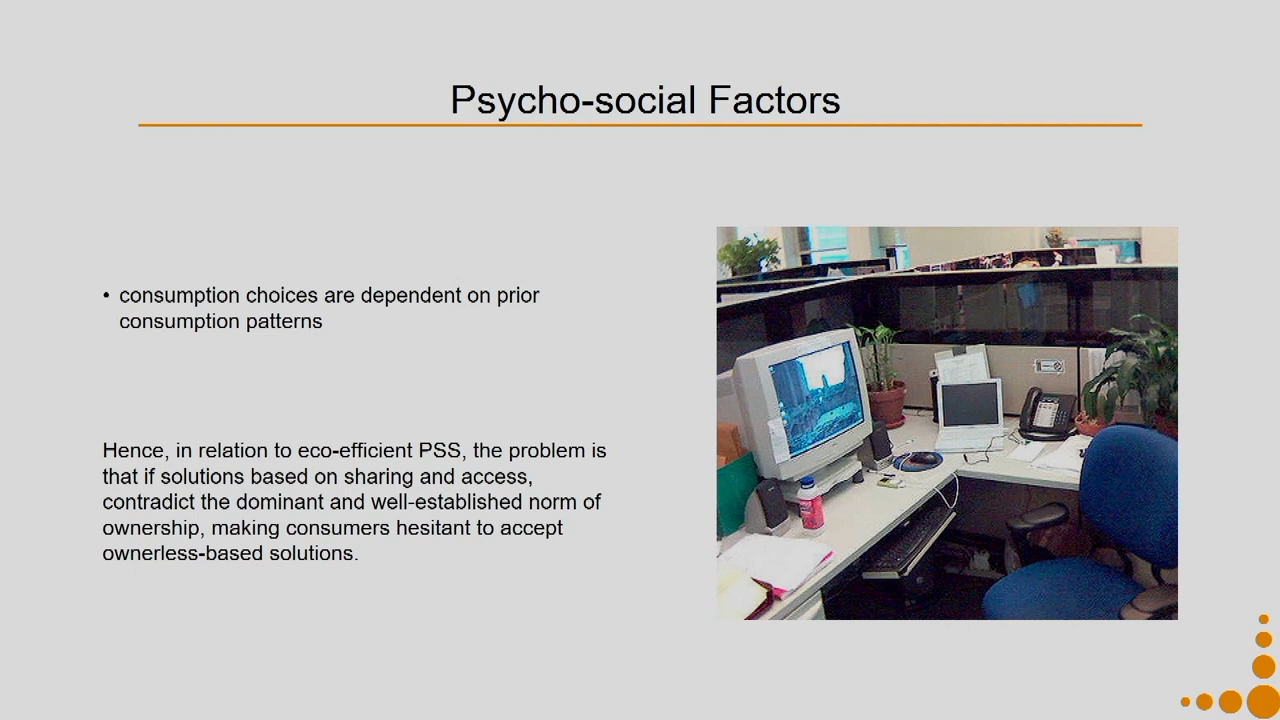 Psycho-social Factors
• consumption choices are dependent on prior
consumption patterns
Hence, in relation to eco-efficient PSS, the problem is
that if solutions based on sharing and access,
contradict the dominant and well-established norm of
ownership, making consumers hesitant to accept
ownerless-based solutions.